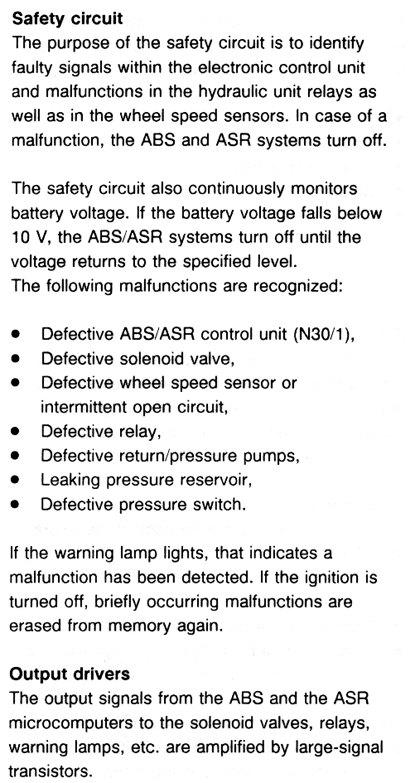 Safety circuit
The purpose of the safety circuit is to identify
faulty signals within the electronic control unit
and malfunctions in the hydraulic unit relays as
well as in the wheel speed sensors. In case of a
malfunction, the ABS and ASR systems turn off.
The safety circuit also continuously monitors
battery voltage. If the battery voltage falls below
10 V, the ABS/ASR systems turn off until the
voltage returns to the specified level.
The following malfunctions are recognized:
● Defective ABS/ASR control unit (N30/1),
● Defective solenoid valve,
● Defective wheel speed sensor or
intermittent open circuit,
● Defective relay,
● Defective return/pressure pumps,
● Leaking pressure reservoir,
● Defective pressure switch.
If the warning lamp lights, that indicates a
malfunction has been detected. If the ignition is
turned off, briefly occurring malfunctions are
erased from memory again.
Output drivers
The output signals from the ABS and the ASR
microcomputers to the solenoid valves, relays,
warning lamps, etc. are amplified by large-signal
transistors.